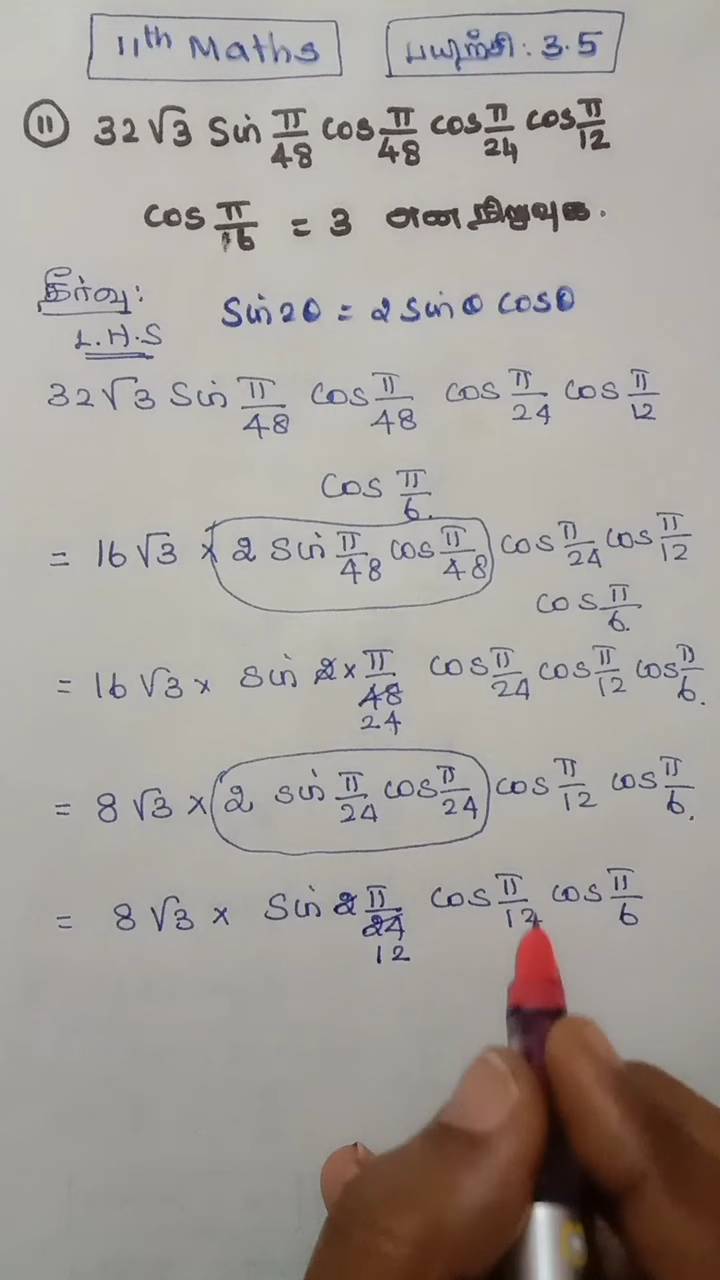 11th Maths
பயிற்சி: 3.5
⑪ 32√3 Sin π/48 cos π/48 cos π/24 cos π/12
cos π/16 = 3 என நிறுவுக.
தீர்வு:
Sin2θ = 2 Sinθ cosθ
L.H.S
32√3 Sin π/48 cos π/48 cos π/24 cos π/12
cos π/6.
= 16√3 × 2 Sin π/48 cos π/48 cos π/24 cos π/12
cos π/6.
= 16√3 × Sin 2 × π/48 cos π/24 cos π/12 cos π/6.
24
= 8√3 × 2 Sin π/24 cos π/24 cos π/12 cos π/6.
= 8√3 × Sin 2 π/24 cos π/12 cos π/6
12